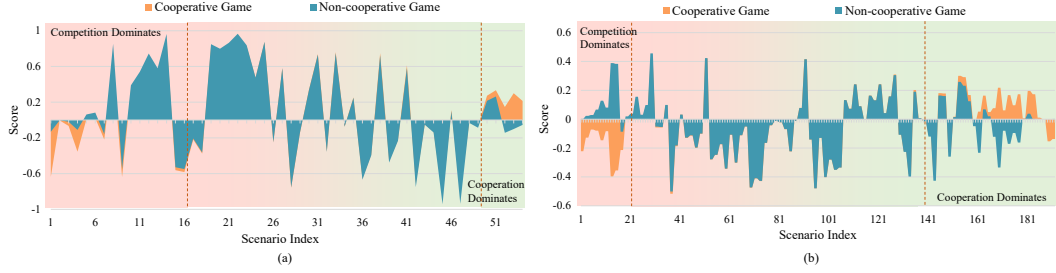 Cooperative Game Non-cooperative Game
Competition Dominates
Score
1
0.6
0.2
-0.2
-0.6
-1
Cooperation
Dominates
1 6 11 16 21 26 31 36 41 46 51
Scenario Index
(a)
Cooperative Game Non-cooperative Game
Competition
Dominates
Score
0.6
0.4
0.2
0
-0.2
-0.4
-0.6
Cooperation Dominates
1 21 41 61 81 101 121 141 161 181
Scenario Index
(b)